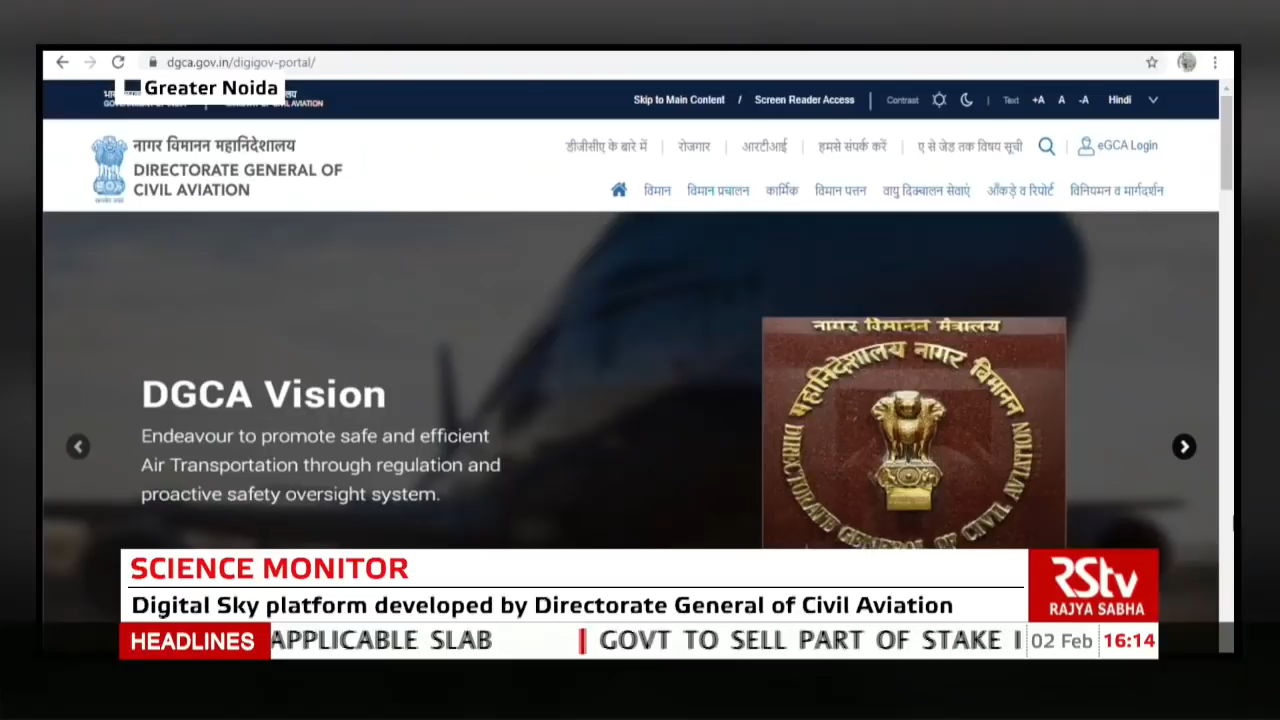 dgca.gov.in/digigov-portal/
Greater Noida
Skip to Main Content / Screen Reader Access | Contrast | Text +A A -A Hindi
नागर विमानन महानिदेशालय
DIRECTORATE GENERAL OF
CIVIL AVIATION
डीजीसीए के बारे में | रोजगार | आरटीआई | हमसे संपर्क करें | ए से जेड तक विषय सूची | eGCA Login
विमान विमान प्रचालन कार्मिक विमान पत्तन वायु दिक्चालन सेवाएं आँकड़े व रिपोर्ट विनियमन व मार्गदर्शन
DGCA Vision
Endeavour to promote safe and efficient
Air Transportation through regulation and
proactive safety oversight system.
नागर विमानन मंत्रालय
महानिदेशालय नागर विमानन
DIRECTORATE GENERAL OF CIVIL AVIATION
SCIENCE MONITOR
Digital Sky platform developed by Directorate General of Civil Aviation
RStv
RAJYA SABHA
HEADLINES APPLICABLE SLAB | GOVT TO SELL PART OF STAKE I 02 Feb 16:14